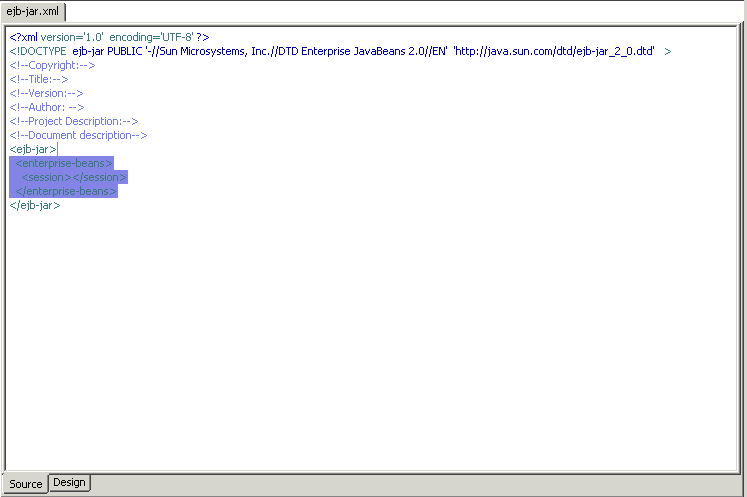 ejb-jar.xml
<?xml version='1.0' encoding='UTF-8'?>
<!DOCTYPE ejb-jar PUBLIC '-//Sun Microsystems, Inc.//DTD Enterprise JavaBeans 2.0//EN' 'http://java.sun.com/dtd/ejb-jar_2_0.dtd' >
<!--Copyright:-->
<!--Title:-->
<!--Version:-->
<!--Author: -->
<!--Project Description:-->
<!--Document description-->
<ejb-jar>
<enterprise-beans>
<session></session>
</enterprise-beans>
</ejb-jar>
Source Design